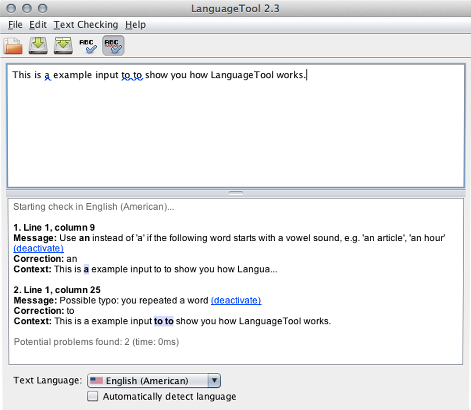 LanguageTool 2.3
File Edit Text Checking Help
ABC ABC
This is a example input to to show you how LanguageTool works.
Starting check in English (American)...
1. Line 1, column 9
Message: Use an instead of 'a' if the following word starts with a vowel sound, e.g. 'an article', 'an hour'
(deactivate)
Correction: an
Context: This is a example input to to show you how Langua...
2. Line 1, column 25
Message: Possible typo: you repeated a word (deactivate)
Correction: to
Context: This is a example input to to show you how LanguageTool works.
Potential problems found: 2 (time: 0ms)
Text Language: English (American)
Automatically detect language